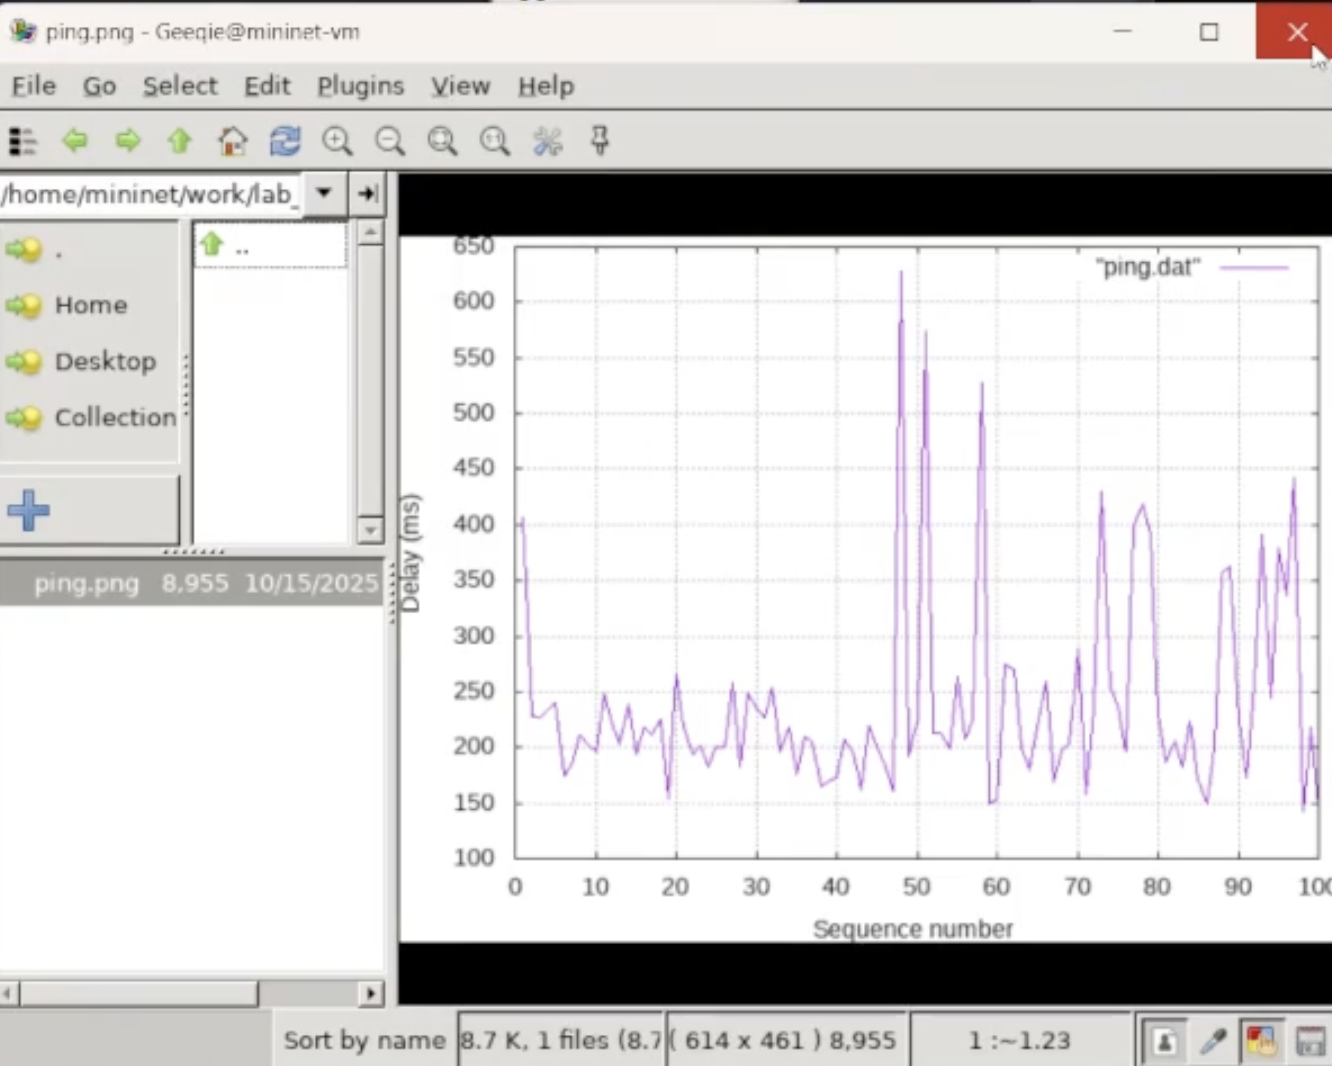 ping.png - Geeqie@mininet-vm
File Go Select Edit Plugins View Help
/home/mininet/work/lab_
.
..
Home
Desktop
Collection
ping.png 8,955 10/15/2025
650
600
550
500
450
400
350
300
250
200
150
100
Delay (ms)
"ping.dat"
0 10 20 30 40 50 60 70 80 90 100
Sequence number
Sort by name
8.7 K, 1 files (8.7
( 614 x 461 ) 8,955
1 :~1.23